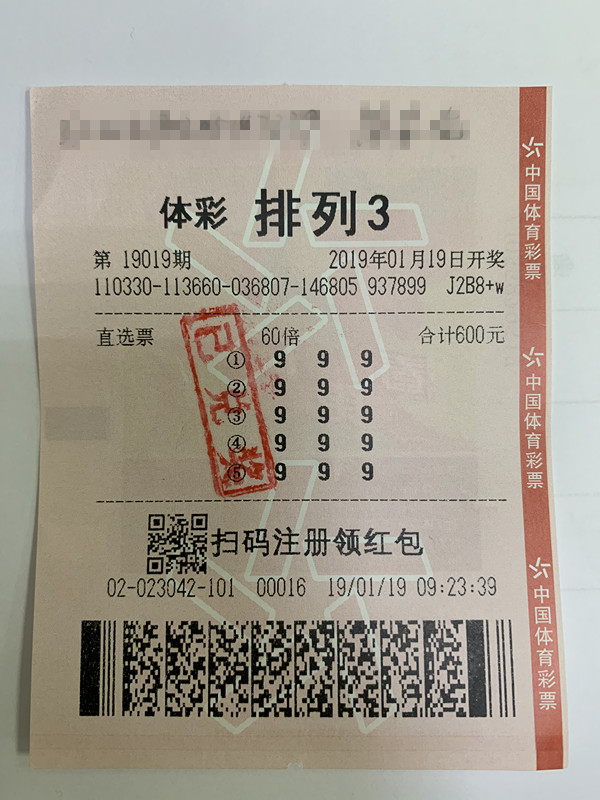 体彩 排列3
第 19019期 2019年01月19日开奖
110330-113660-036807-146805 937899 J2B8+w
直选票 60倍 合计600元
① 9 9 9
② 9 9 9
③ 9 9 9
④ 9 9 9
⑤ 9 9 9
已兑奖
扫码注册领红包
02-023042-101 00016 19/01/19 09:23:39
中国体育彩票
中国体育彩票
中国体育彩票